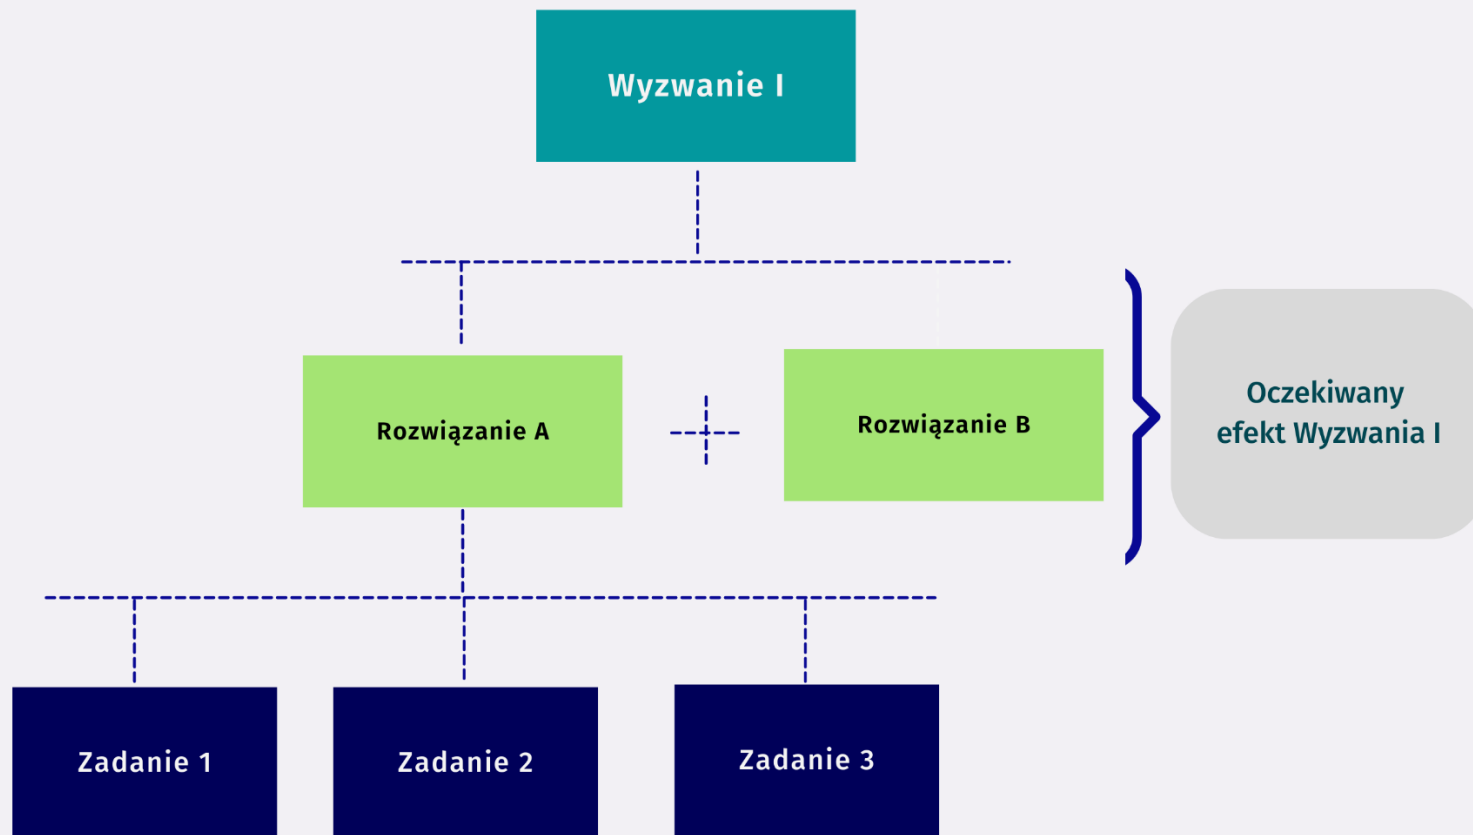 Wyzwanie I
Rozwiązanie A
Rozwiązanie B
Oczekiwany
efekt Wyzwania I
Zadanie 1
Zadanie 2
Zadanie 3